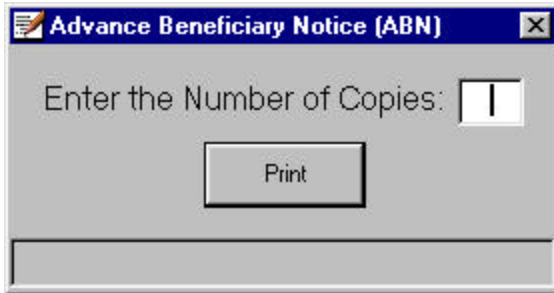 Advance Beneficiary Notice (ABN)
Enter the Number of Copies:
Print